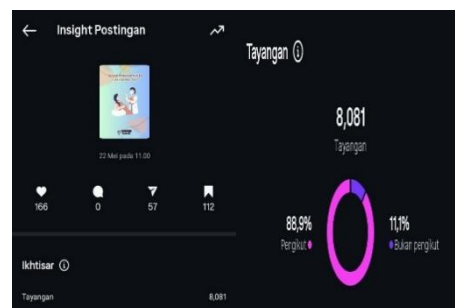 Insight Postingan
22 Mei pada 11.00
166
0
57
112
Ikhtisar
Tayangan 8,081
Tayangan
8,081
Tayangan
88,9%
Pengikut
11,1%
Bukan pengikut